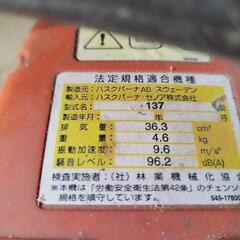 法定規格適合機種
製造元：ハスクバーナAB・スウェーデン
輸入元：ハスクバーナ・ゼノア株式会社
型式名 137
製造年 年 月
排気量 36.3 cm³
重量 4.6 kg
振動加速度 9.6 m/s²
騒音レベル 96.2 dB(A)
検査実施者：（社）林業機械化協会
※本機は「労働安全衛生法第42条」のチェンソー
規格を具備しています。
545-17800